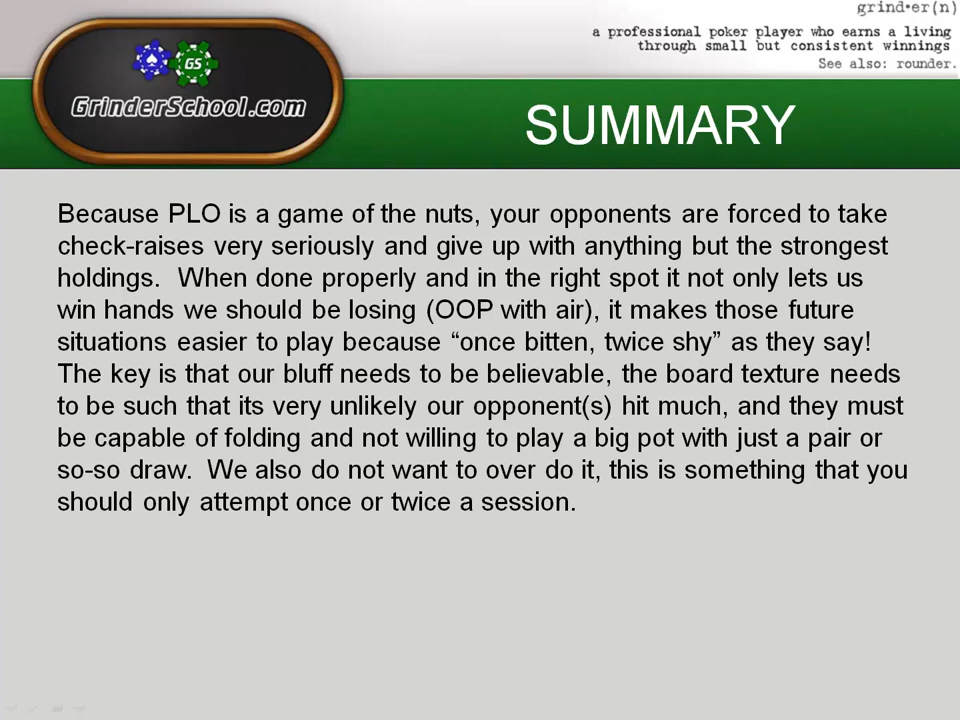 grind•er(n)
a professional poker player who earns a living
through small but consistent winnings
See also: rounder.
GS
GrinderSchool.com
SUMMARY
Because PLO is a game of the nuts, your opponents are forced to take
check-raises very seriously and give up with anything but the strongest
holdings.  When done properly and in the right spot it not only lets us
win hands we should be losing (OOP with air), it makes those future
situations easier to play because “once bitten, twice shy” as they say!
The key is that our bluff needs to be believable, the board texture needs
to be such that its very unlikely our opponent(s) hit much, and they must
be capable of folding and not willing to play a big pot with just a pair or
so-so draw.  We also do not want to over do it, this is something that you
should only attempt once or twice a session.